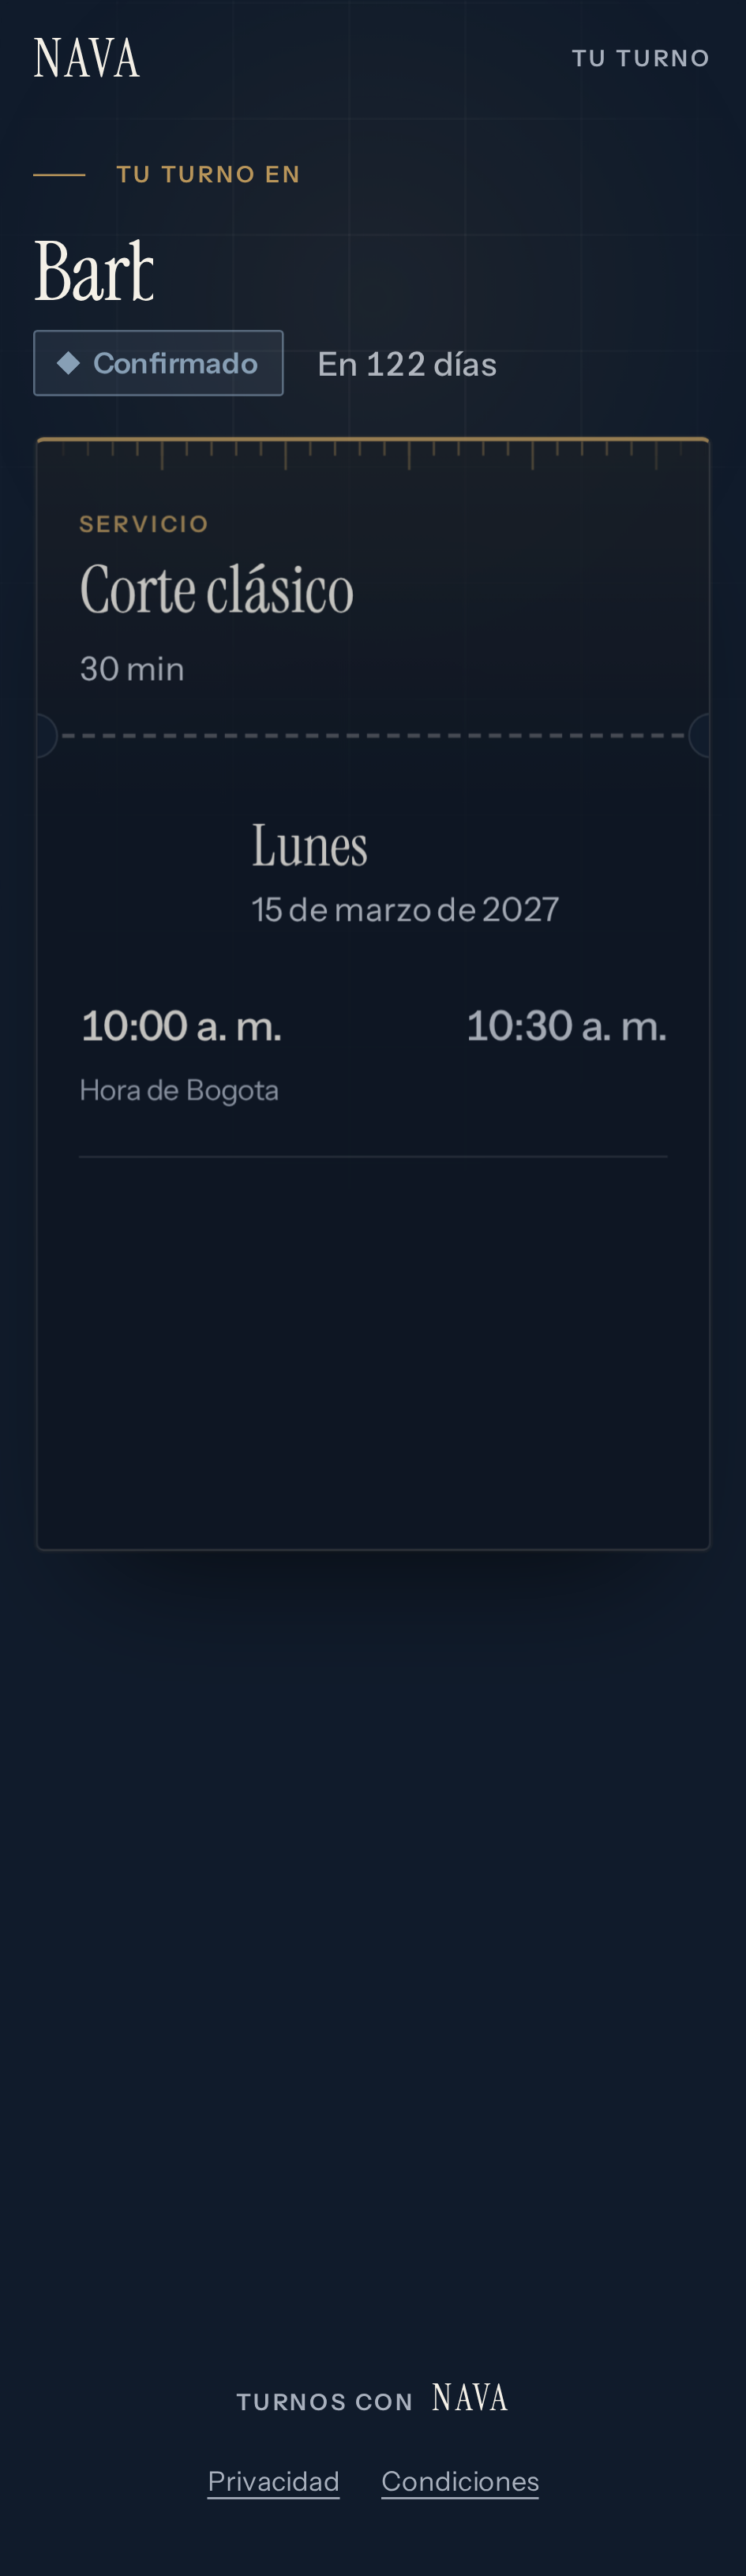 NAVA
TU TURNO
TU TURNO EN
Barb
Confirmado
En 122 días
SERVICIO
Corte clásico
30 min
Lunes
15 de marzo de 2027
10:00 a. m.
10:30 a. m.
Hora de Bogota
TURNOS CON NAVA
Privacidad
Condiciones